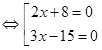 ⇔ [ 2x + 8 = 0
3x − 15 = 0